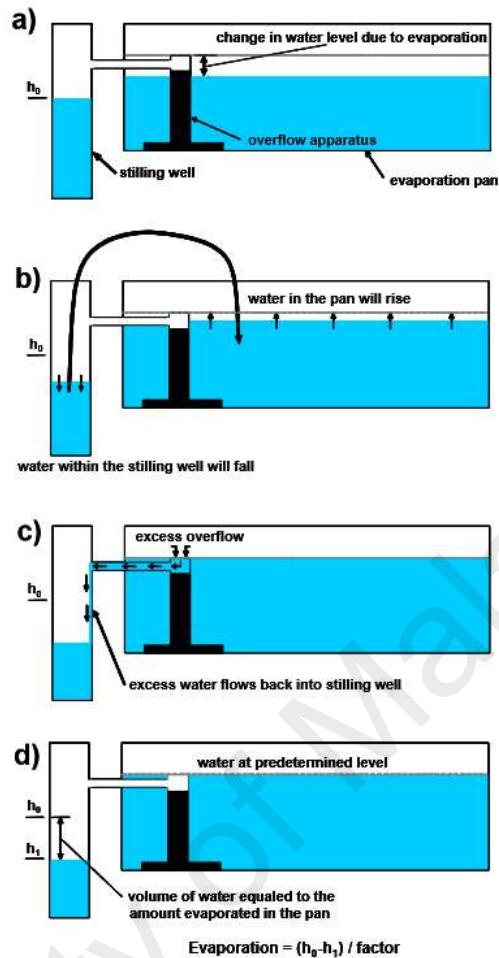 a)
change in water level due to evaporation
h0
overflow apparatus
stilling well
evaporation pan
b)
water in the pan will rise
h0
water within the stilling well will fall
c)
excess overflow
h0
excess water flows back into stilling well
d)
water at predetermined level
h0
h1
volume of water equaled to the
amount evaporated in the pan
Evaporation = (h0-h1) / factor